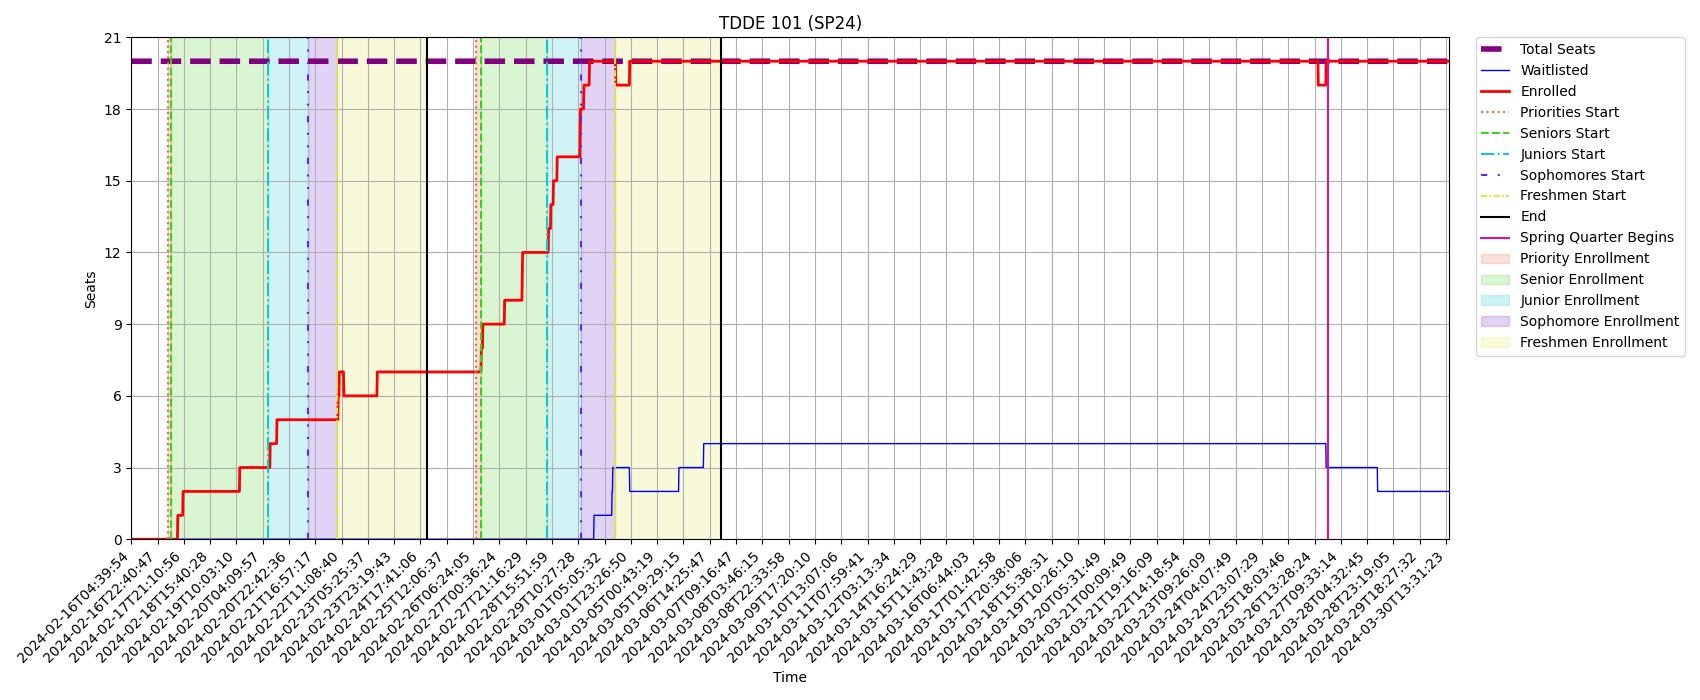 TDDE 101 (SP24)
21
18
15
12
9
6
3
0
Seats
2024-02-16T04:39:54
2024-02-16T22:40:47
2024-02-17T21:10:56
2024-02-18T15:40:28
2024-02-19T10:03:10
2024-02-20T04:09:57
2024-02-20T22:42:36
2024-02-21T16:57:17
2024-02-22T11:08:40
2024-02-23T05:25:37
2024-02-23T23:19:43
2024-02-24T17:41:06
2024-02-25T12:06:37
2024-02-26T06:24:05
2024-02-27T00:36:24
2024-02-27T21:16:29
2024-02-28T15:51:59
2024-02-29T10:27:28
2024-03-01T05:05:32
2024-03-01T23:26:50
2024-03-05T00:43:19
2024-03-05T19:29:15
2024-03-06T14:25:47
2024-03-07T09:16:47
2024-03-08T03:46:15
2024-03-08T22:33:58
2024-03-09T17:20:10
2024-03-10T13:07:06
2024-03-11T07:59:41
2024-03-12T03:13:34
2024-03-14T16:24:29
2024-03-15T11:43:28
2024-03-16T06:44:03
2024-03-17T01:42:58
2024-03-17T20:38:06
2024-03-18T15:38:31
2024-03-19T10:26:10
2024-03-20T05:31:49
2024-03-21T00:09:49
2024-03-21T19:16:09
2024-03-22T14:18:54
2024-03-23T09:26:09
2024-03-24T04:07:49
2024-03-24T23:07:29
2024-03-25T18:03:46
2024-03-26T13:28:24
2024-03-27T09:33:14
2024-03-28T04:32:45
2024-03-28T23:19:05
2024-03-29T18:27:32
2024-03-30T13:31:23
Time
Total Seats
Waitlisted
Enrolled
Priorities Start
Seniors Start
Juniors Start
Sophomores Start
Freshmen Start
End
Spring Quarter Begins
Priority Enrollment
Senior Enrollment
Junior Enrollment
Sophomore Enrollment
Freshmen Enrollment